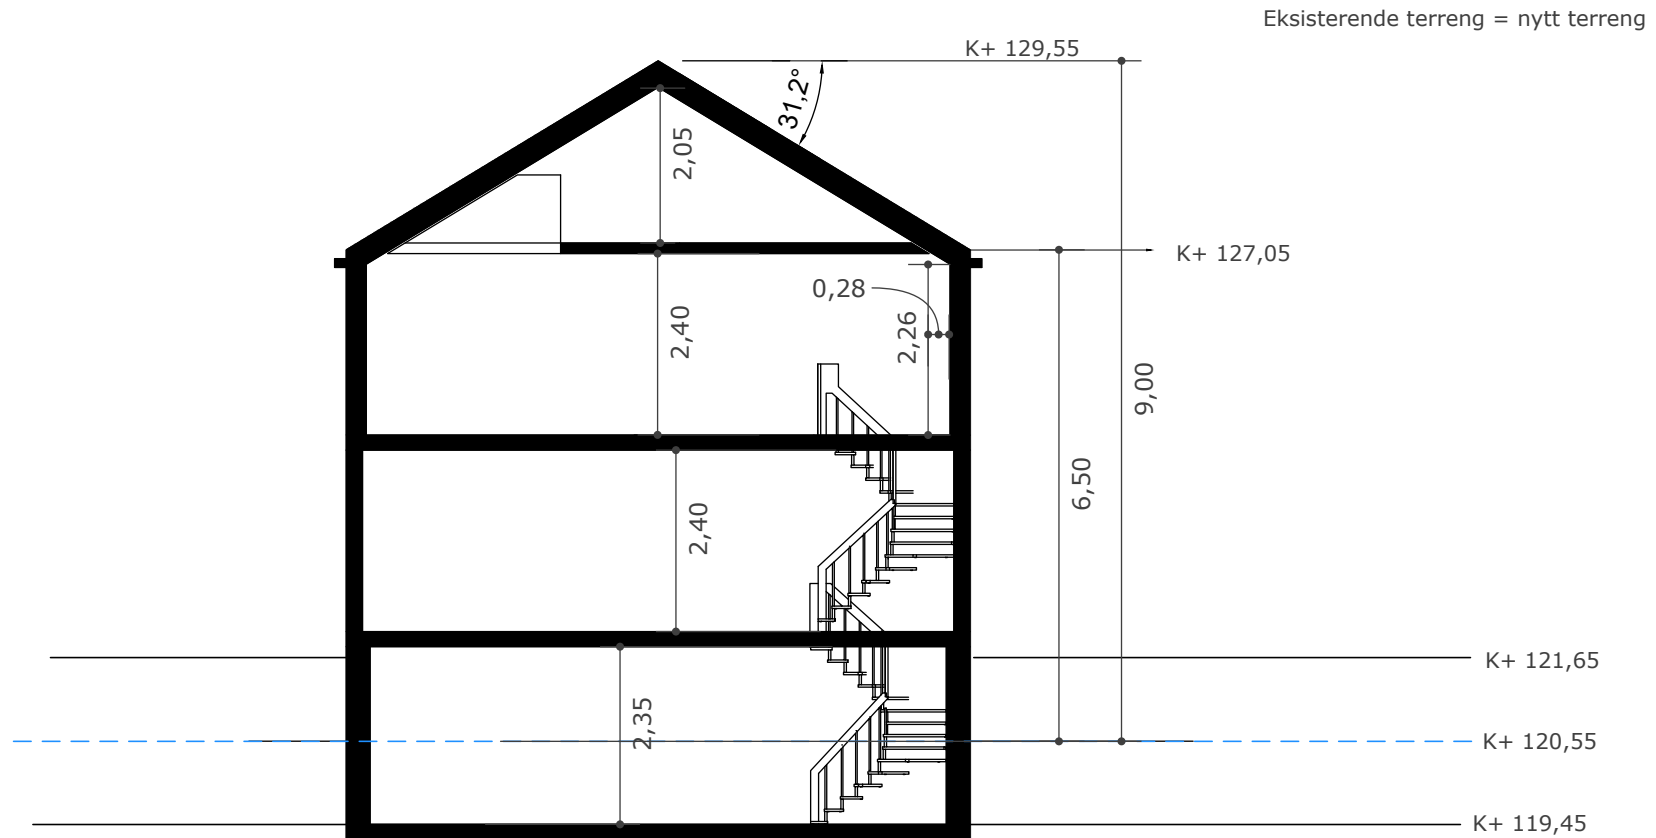 Eksisterende terreng = nytt terreng
K+ 129,55
31,2°
2,05
K+ 127,05
0,28
2,40
2,26
9,00
6,50
2,40
K+ 121,65
2,35
K+ 120,55
K+ 119,45